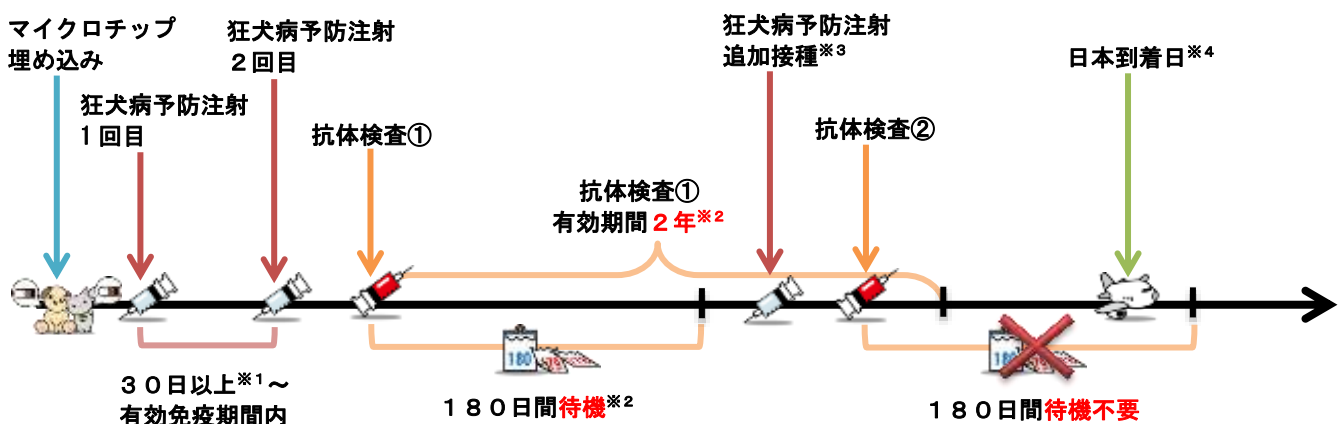 マイクロチップ
埋め込み
狂犬病予防注射
1回目
狂犬病予防注射
２回目
抗体検査①
抗体検査①
有効期間２年※２
狂犬病予防注射
追加接種※３
抗体検査②
日本到着日※４
３０日以上※１～
有効免疫期間内
180
１８０日間待機※２
180
１８０日間待機不要